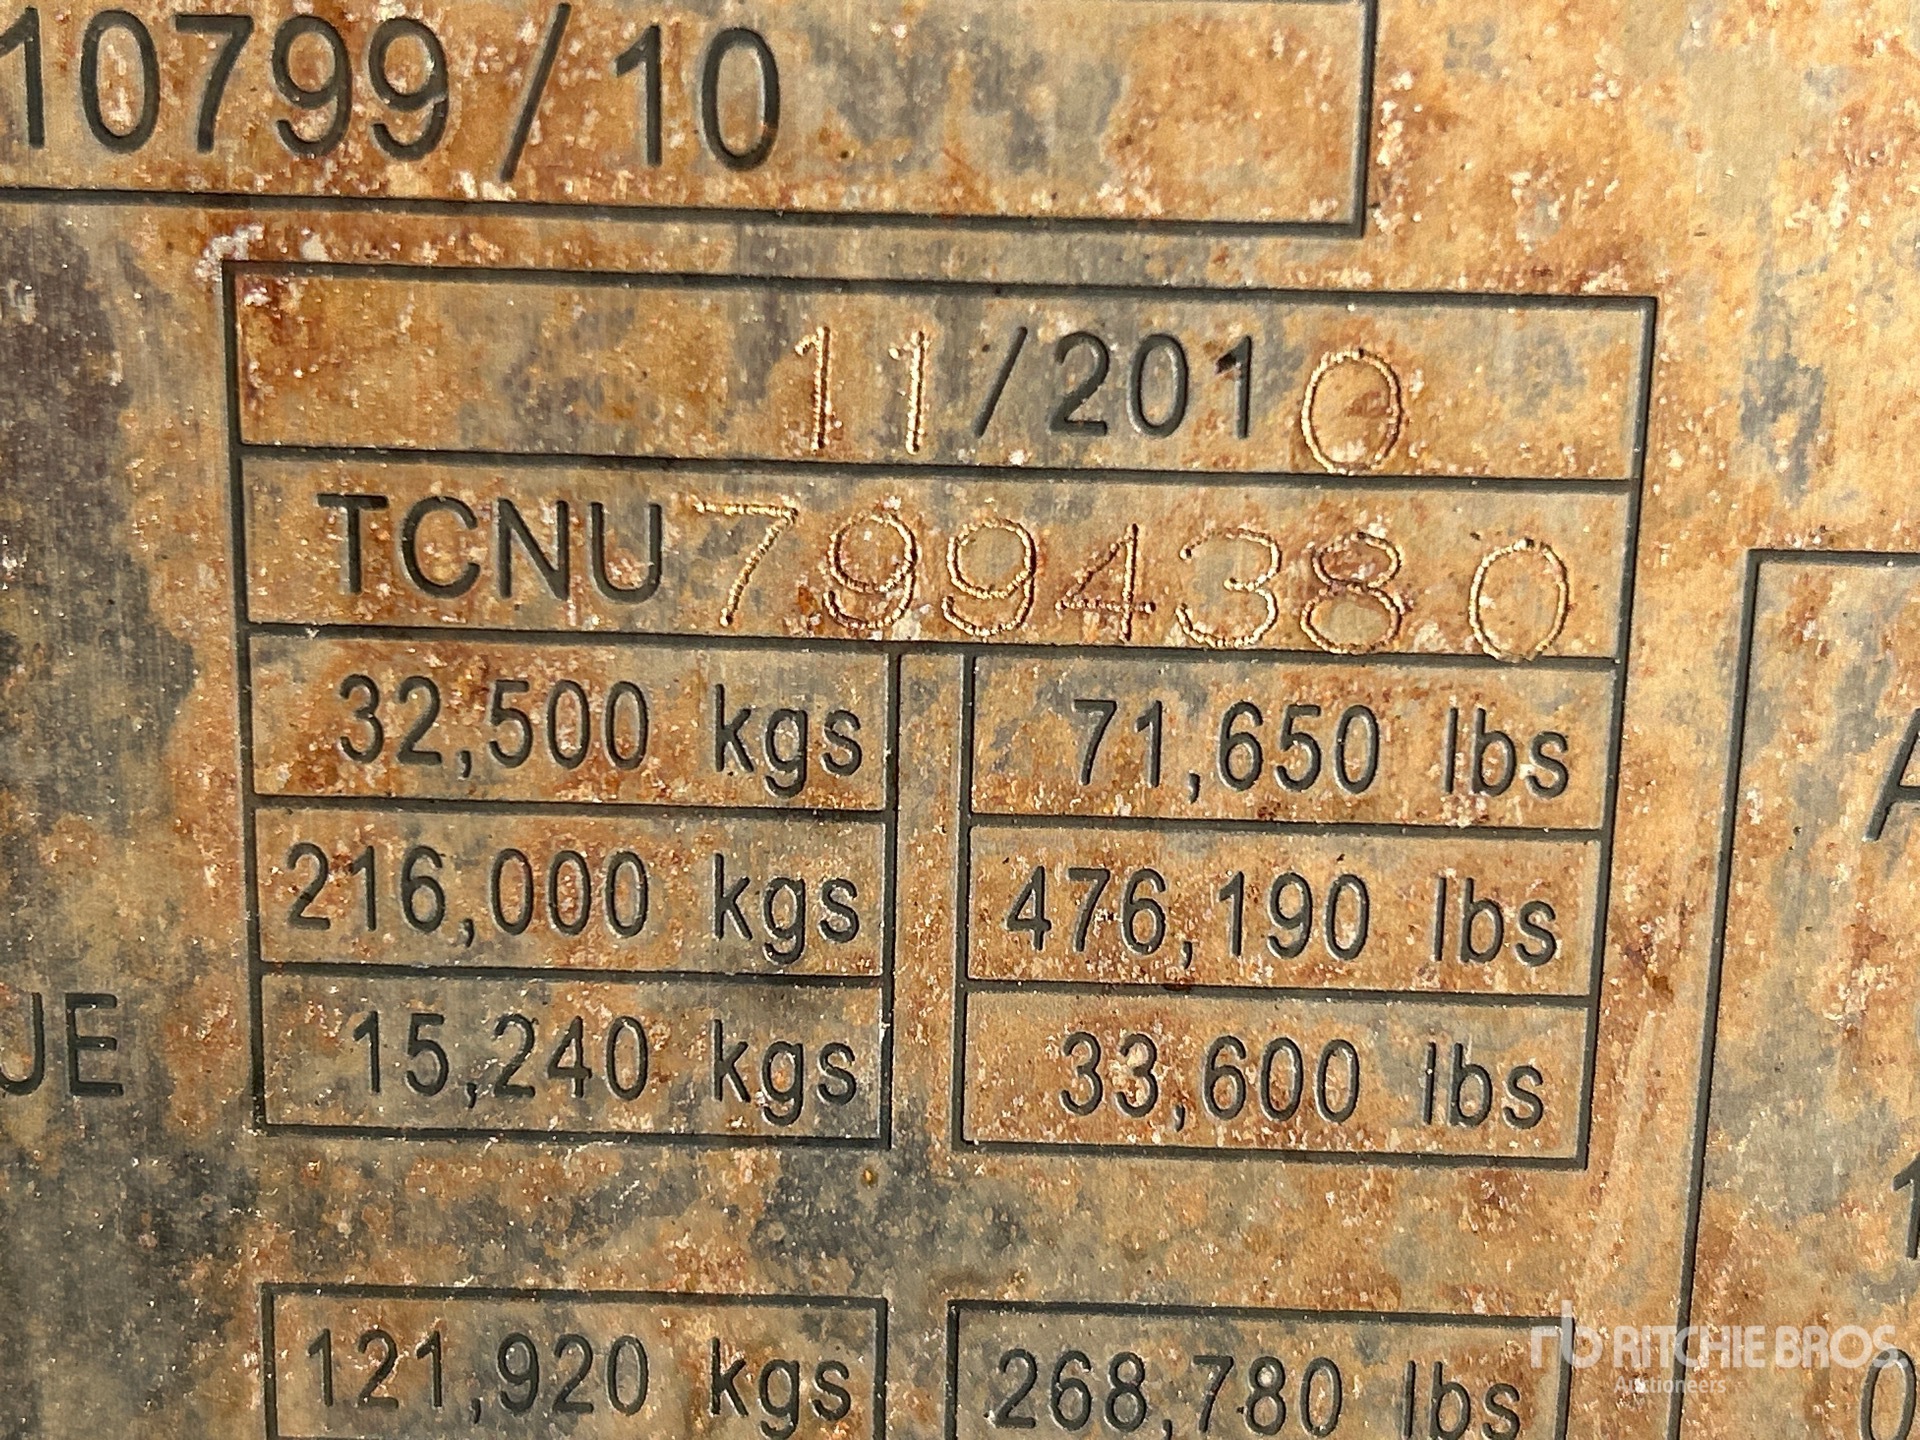 10799 / 10
11/2010
TCNU 7994380
32,500 kgs 71,650 lbs
216,000 kgs 476,190 lbs
15,240 kgs 33,600 lbs
121,920 kgs 268,780 lbs
rb RITCHIE BROS.
Auctioneers